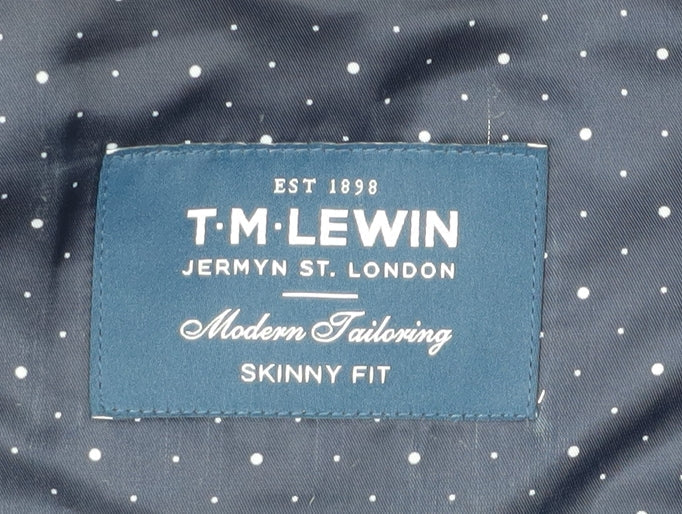 EST 1898
T·M·LEWIN
JERMYN ST. LONDON
Modern Tailoring
SKINNY FIT